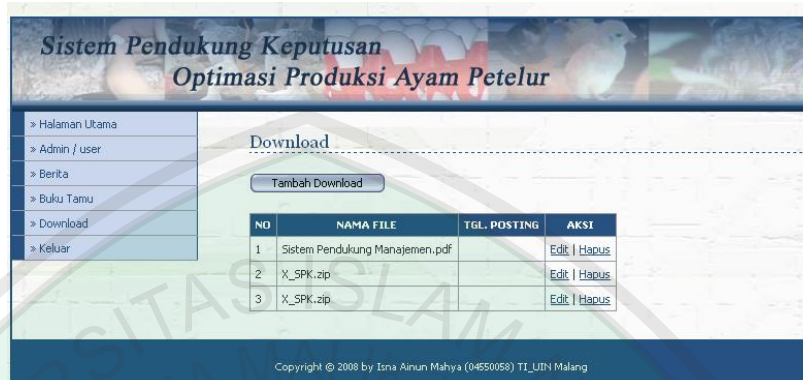 Sistem Pendukung Keputusan
Optimasi Produksi Ayam Petelur
» Halaman Utama
» Admin / user
» Berita
» Buku Tamu
» Download
» Keluar
Download
Tambah Download
NO NAMA FILE TGL. POSTING AKSI
1 Sistem Pendukung Manajemen.pdf Edit | Hapus
2 X_SPK.zip Edit | Hapus
3 X_SPK.zip Edit | Hapus
Copyright © 2008 by Isna Ainun Mahya (04550058) TI_UIN Malang